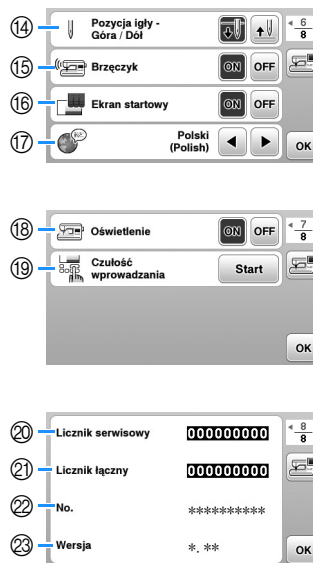 ⑭ Pozycja igły -
Góra / Dół
6
8
⑮ Brzęczyk ON OFF
⑯ Ekran startowy ON OFF
⑰ Polski
(Polish)
OK
⑱ Oświetlenie ON OFF
7
8
⑲ Czułość
wprowadzania Start
OK
⑳ Licznik serwisowy 000000000
8
8
㉑ Licznik łączny 000000000
㉒ No. **********
㉓ Wersja *. **
OK